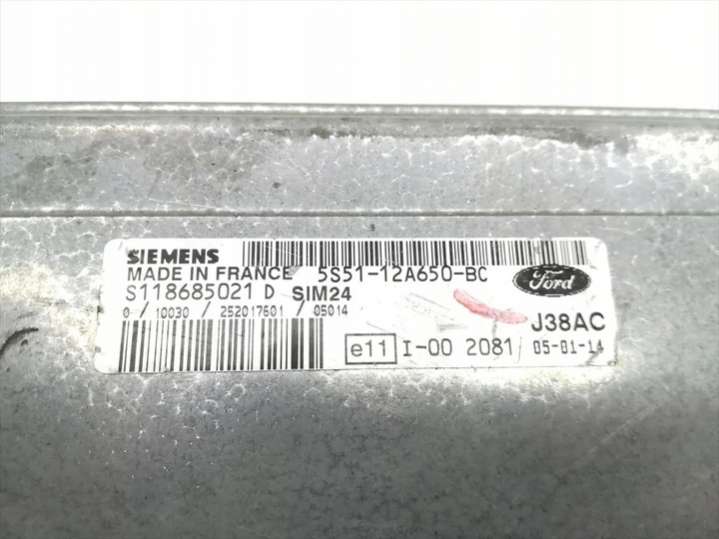 SIEMENS
MADE IN FRANCE 5S51-12A650-BC
S118685021 D SIM24
Ford
0 / 10030 / 252017601 / 05014
J38AC
e11 I-00 2081 05-01-14